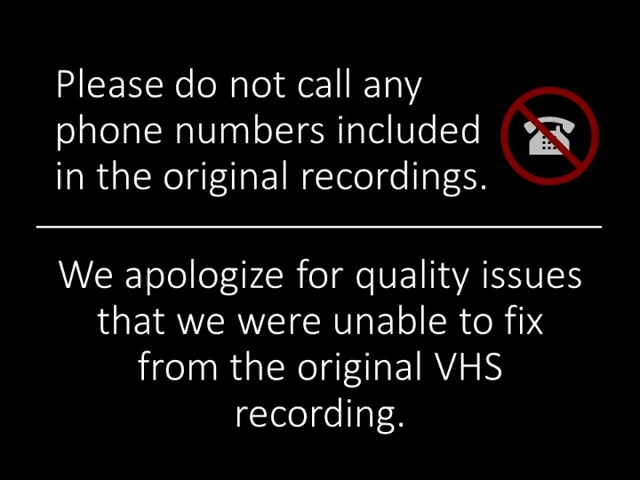 Please do not call any
phone numbers included
in the original recordings.
We apologize for quality issues
that we were unable to fix
from the original VHS
recording.